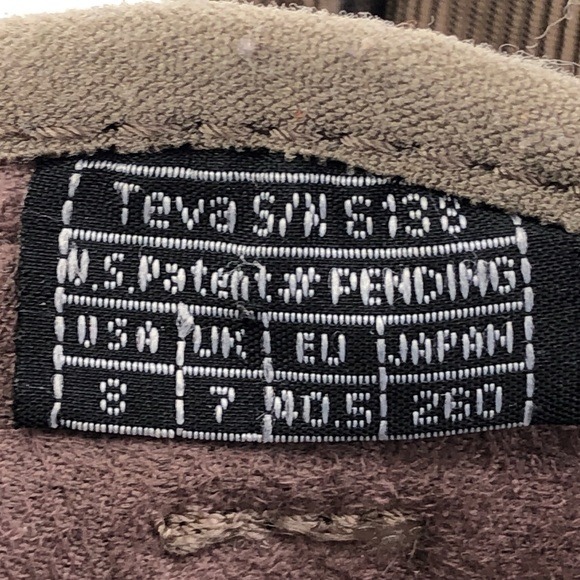 Teva S/N 6138
U.S.Patent# PENDING
USA UK EU JAPAN
8 7 40.5 260